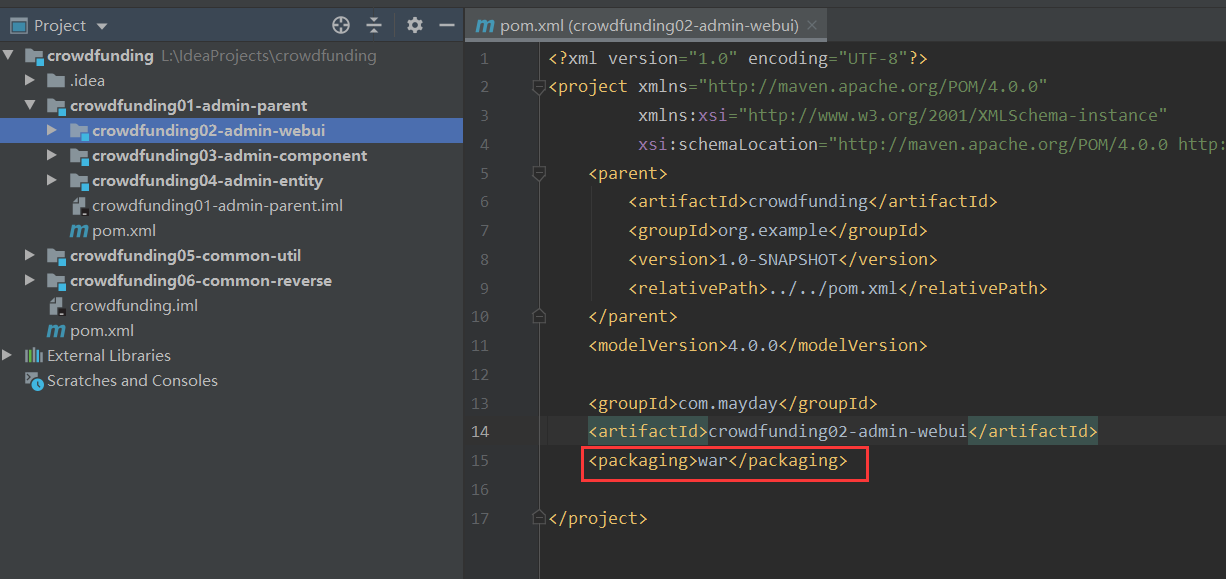 Project
crowdfunding L:\IdeaProjects\crowdfunding
.idea
crowdfunding01-admin-parent
crowdfunding02-admin-webui
crowdfunding03-admin-component
crowdfunding04-admin-entity
crowdfunding01-admin-parent.iml
m pom.xml
crowdfunding05-common-util
crowdfunding06-common-reverse
crowdfunding.iml
m pom.xml
External Libraries
Scratches and Consoles
m pom.xml (crowdfunding02-admin-webui) ×
1 <?xml version="1.0" encoding="UTF-8"?>
2 <project xmlns="http://maven.apache.org/POM/4.0.0"
3 xmlns:xsi="http://www.w3.org/2001/XMLSchema-instance"
4 xsi:schemaLocation="http://maven.apache.org/POM/4.0.0 http:
5 <parent>
6 <artifactId>crowdfunding</artifactId>
7 <groupId>org.example</groupId>
8 <version>1.0-SNAPSHOT</version>
9 <relativePath>../../pom.xml</relativePath>
10 </parent>
11 <modelVersion>4.0.0</modelVersion>
12
13 <groupId>com.mayday</groupId>
14 <artifactId>crowdfunding02-admin-webui</artifactId>
15 <packaging>war</packaging>
16
17 </project>